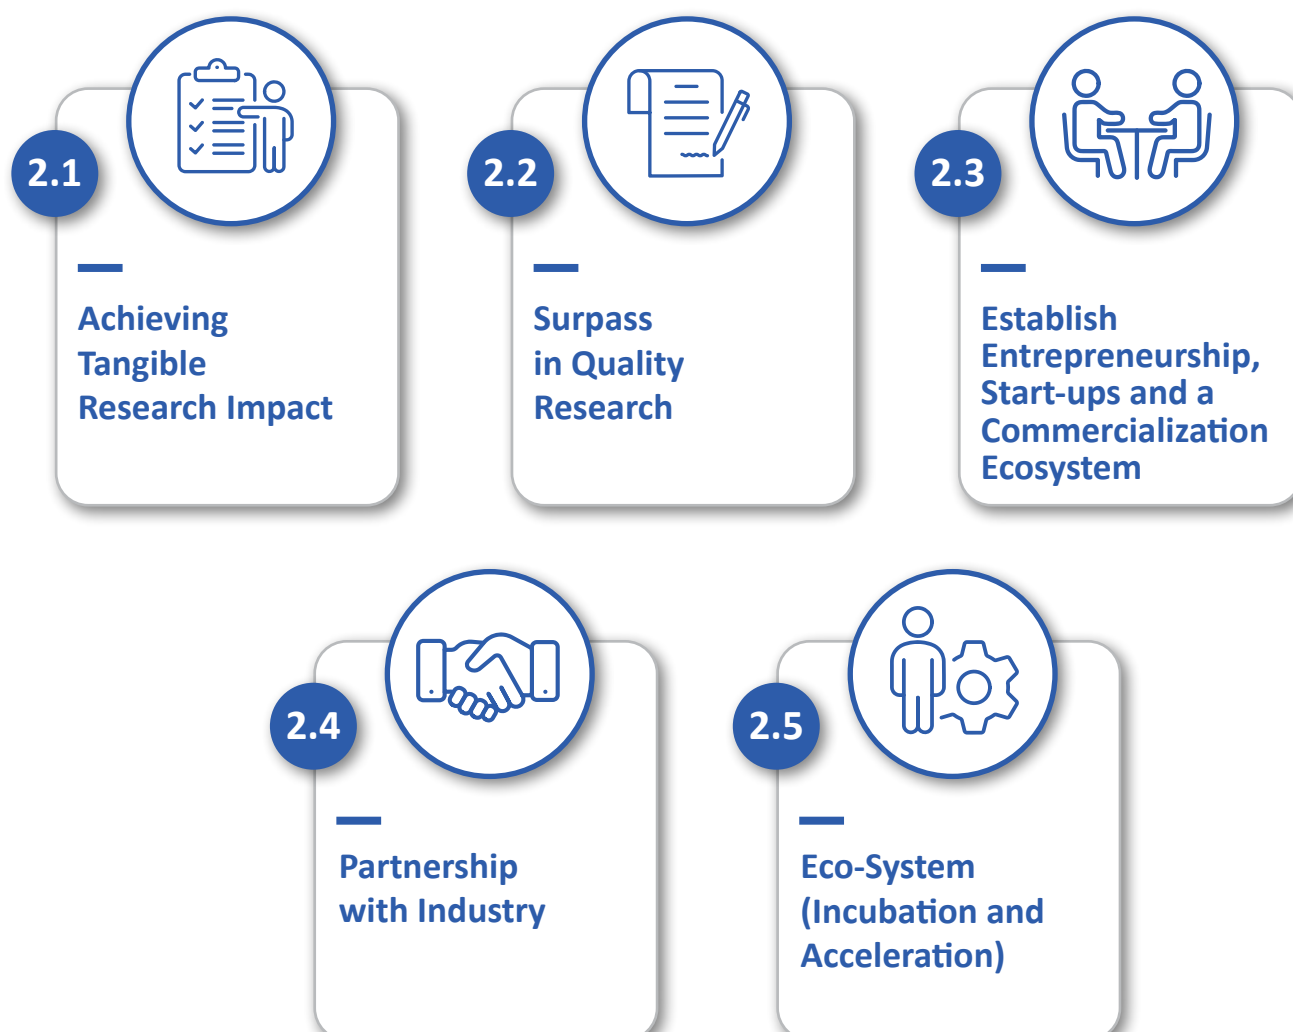 2.1
Achieving
Tangible
Research Impact
2.2
Surpass
in Quality
Research
2.3
Establish
Entrepreneurship,
Start-ups and a
Commercialization
Ecosystem
2.4
Partnership
with Industry
2.5
Eco-System
(Incubation and
Acceleration)